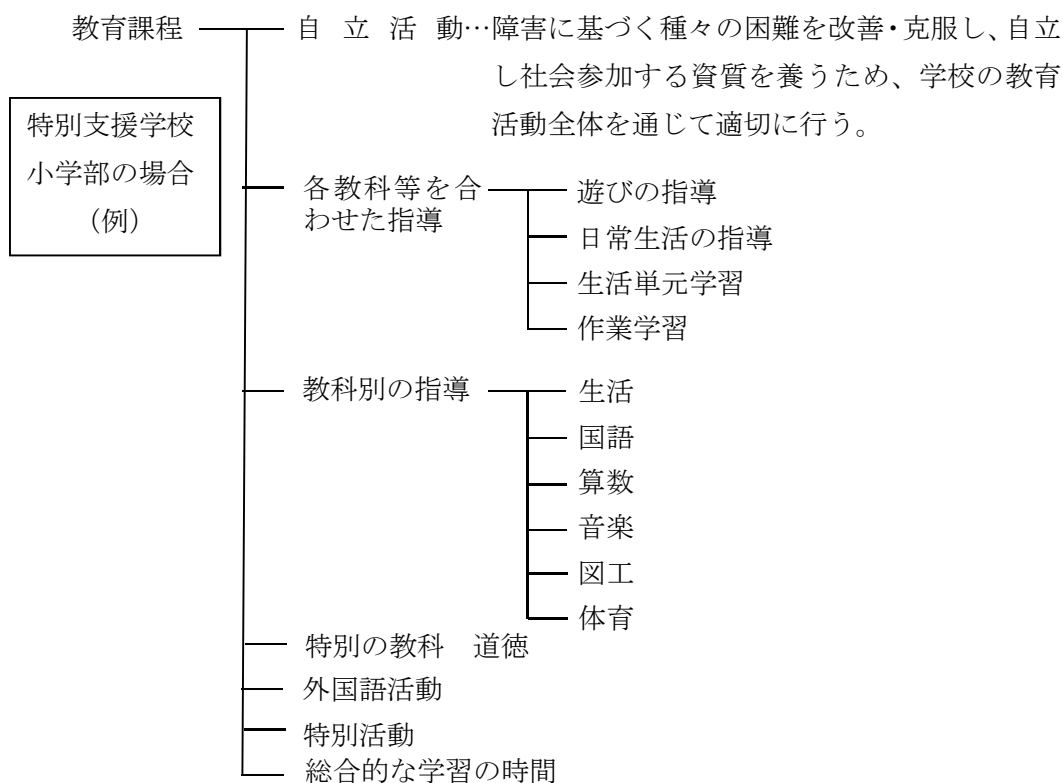 教育課程
自立活動…障害に基づく種々の困難を改善・克服し、自立
し社会参加する資質を養うため、学校の教育
活動全体を通じて適切に行う。
特別支援学校
小学部の場合
（例）
各教科等を合
わせた指導
遊びの指導
日常生活の指導
生活単元学習
作業学習
教科別の指導
生活
国語
算数
音楽
図工
体育
特別の教科　道徳
外国語活動
特別活動
総合的な学習の時間